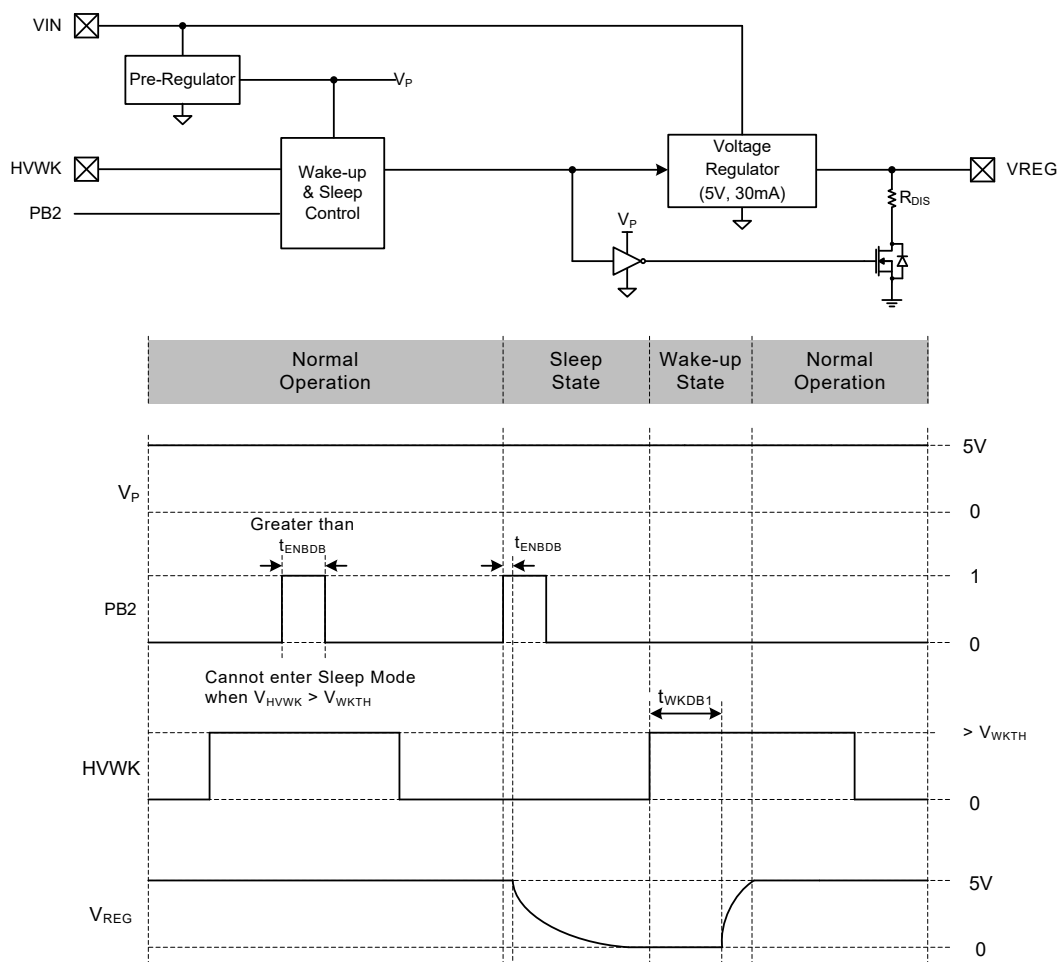 VIN
Pre-Regulator
VP
HVWK
PB2
Wake-up
& Sleep
Control
Voltage
Regulator
(5V, 30mA)
VREG
RDIS
VP
Normal
Operation
Sleep
State
Wake-up
State
Normal
Operation
VP
5V
0
Greater than
tENBDB
tENBDB
PB2
1
0
Cannot enter Sleep Mode
when VHVWK > VWKTH
tWKDB1
HVWK
> VWKTH
0
VREG
5V
0